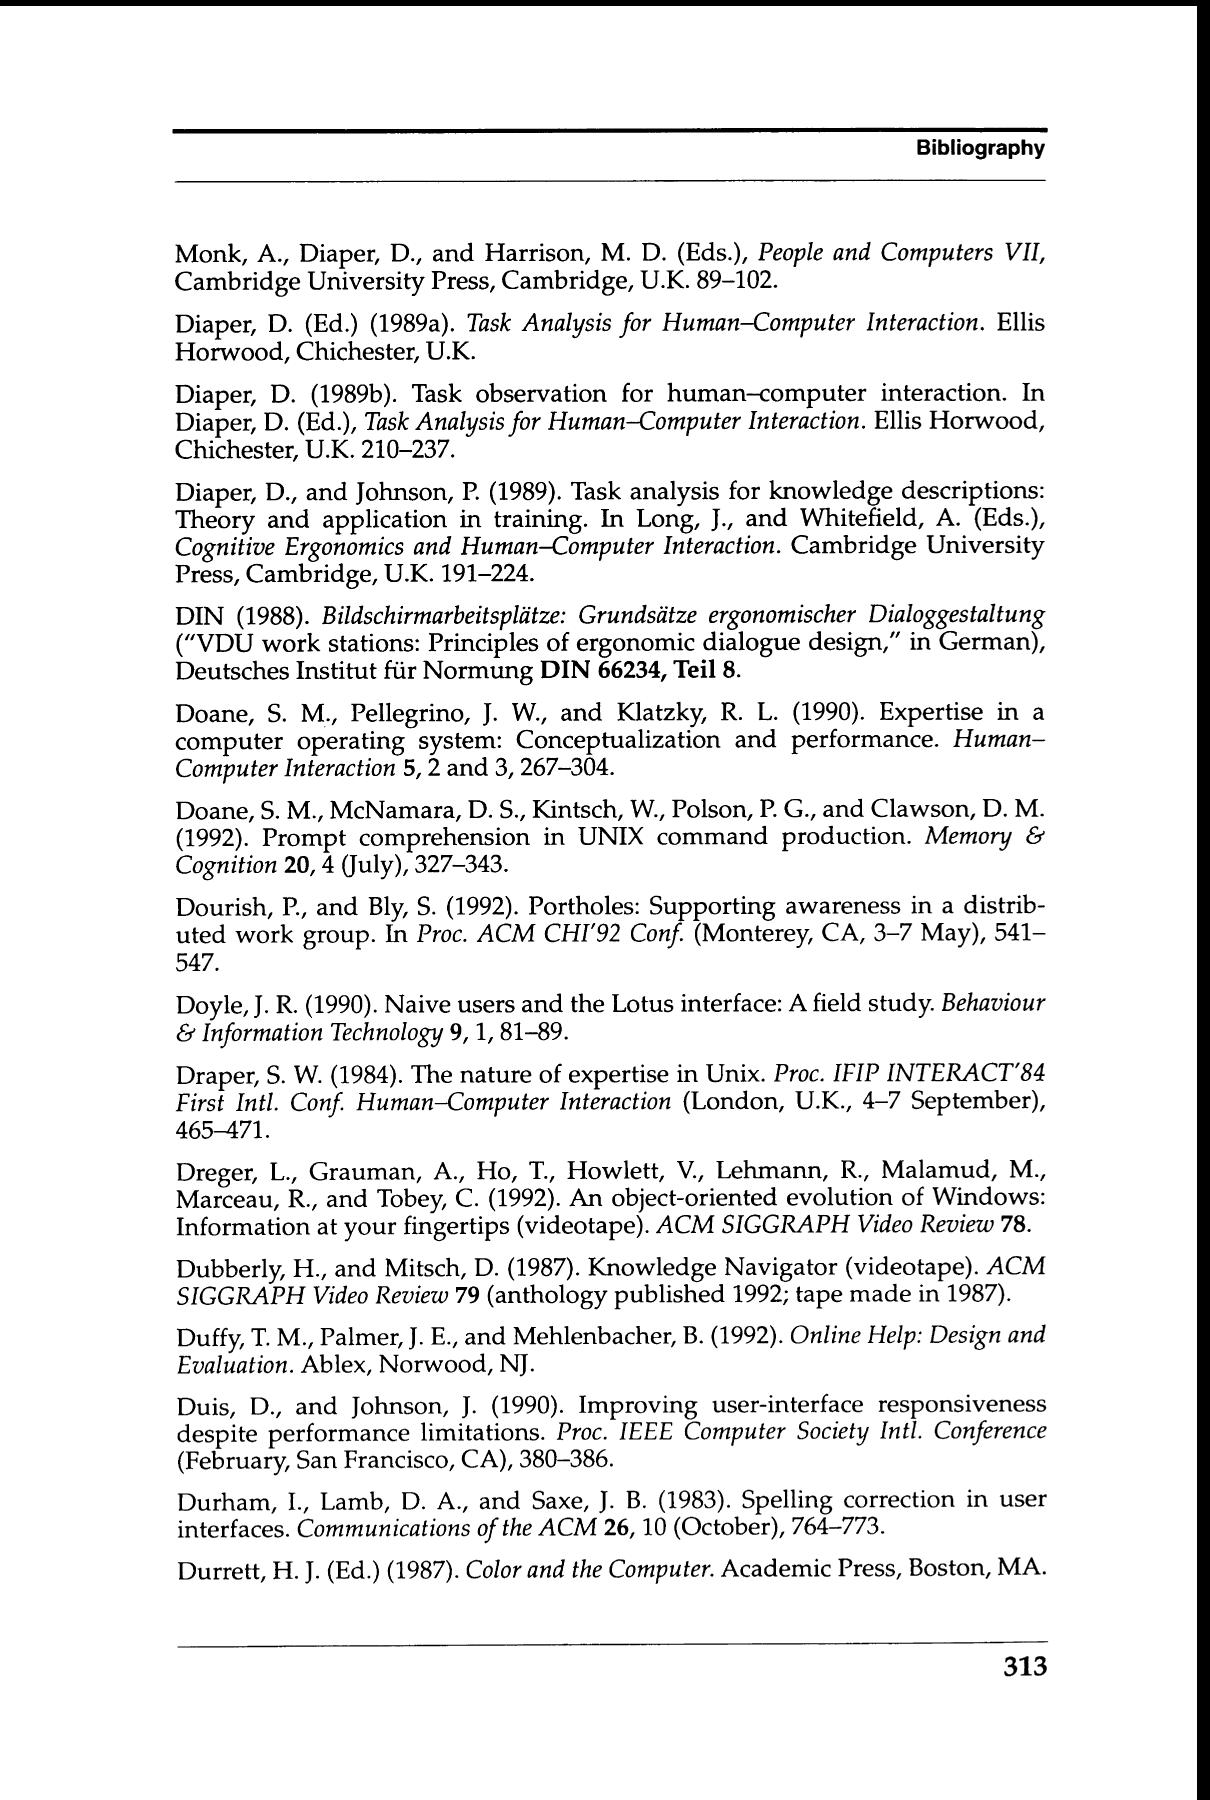 Bibliography
Monk, A., Diaper, D., and Harrison, M. D. (Eds.), People and Computers VII,
Cambridge University Press, Cambridge, U.K. 89–102.
Diaper, D. (Ed.) (1989a). Task Analysis for Human–Computer Interaction. Ellis
Horwood, Chichester, U.K.
Diaper, D. (1989b). Task observation for human–computer interaction. In
Diaper, D. (Ed.), Task Analysis for Human–Computer Interaction. Ellis Horwood,
Chichester, U.K. 210–237.
Diaper, D., and Johnson, P. (1989). Task analysis for knowledge descriptions:
Theory and application in training. In Long, J., and Whitefield, A. (Eds.),
Cognitive Ergonomics and Human–Computer Interaction. Cambridge University
Press, Cambridge, U.K. 191–224.
DIN (1988). Bildschirmarbeitsplätze: Grundsätze ergonomischer Dialoggestaltung
("VDU work stations: Principles of ergonomic dialogue design," in German),
Deutsches Institut für Normung DIN 66234, Teil 8.
Doane, S. M., Pellegrino, J. W., and Klatzky, R. L. (1990). Expertise in a
computer operating system: Conceptualization and performance. Human–
Computer Interaction 5, 2 and 3, 267–304.
Doane, S. M., McNamara, D. S., Kintsch, W., Polson, P. G., and Clawson, D. M.
(1992). Prompt comprehension in UNIX command production. Memory &
Cognition 20, 4 (July), 327–343.
Dourish, P., and Bly, S. (1992). Portholes: Supporting awareness in a distrib-
uted work group. In Proc. ACM CHI'92 Conf. (Monterey, CA, 3–7 May), 541–
547.
Doyle, J. R. (1990). Naive users and the Lotus interface: A field study. Behaviour
& Information Technology 9, 1, 81–89.
Draper, S. W. (1984). The nature of expertise in Unix. Proc. IFIP INTERACT'84
First Intl. Conf. Human–Computer Interaction (London, U.K., 4–7 September),
465–471.
Dreger, L., Grauman, A., Ho, T., Howlett, V., Lehmann, R., Malamud, M.,
Marceau, R., and Tobey, C. (1992). An object-oriented evolution of Windows:
Information at your fingertips (videotape). ACM SIGGRAPH Video Review 78.
Dubberly, H., and Mitsch, D. (1987). Knowledge Navigator (videotape). ACM
SIGGRAPH Video Review 79 (anthology published 1992; tape made in 1987).
Duffy, T. M., Palmer, J. E., and Mehlenbacher, B. (1992). Online Help: Design and
Evaluation. Ablex, Norwood, NJ.
Duis, D., and Johnson, J. (1990). Improving user-interface responsiveness
despite performance limitations. Proc. IEEE Computer Society Intl. Conference
(February, San Francisco, CA), 380–386.
Durham, I., Lamb, D. A., and Saxe, J. B. (1983). Spelling correction in user
interfaces. Communications of the ACM 26, 10 (October), 764–773.
Durrett, H. J. (Ed.) (1987). Color and the Computer. Academic Press, Boston, MA.
313